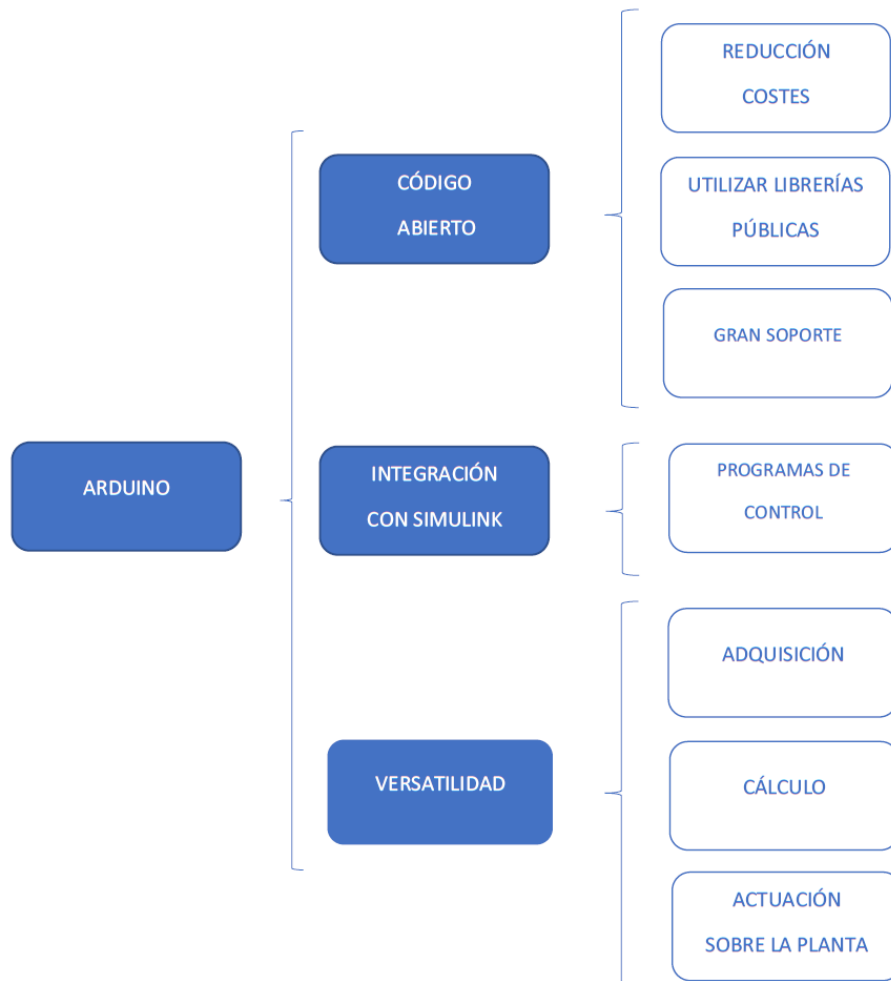 ARDUINO
CÓDIGO
ABIERTO
REDUCCIÓN
COSTES
UTILIZAR LIBRERÍAS
PÚBLICAS
GRAN SOPORTE
INTEGRACIÓN
CON SIMULINK
PROGRAMAS DE
CONTROL
VERSATILIDAD
ADQUISICIÓN
CÁLCULO
ACTUACIÓN
SOBRE LA PLANTA